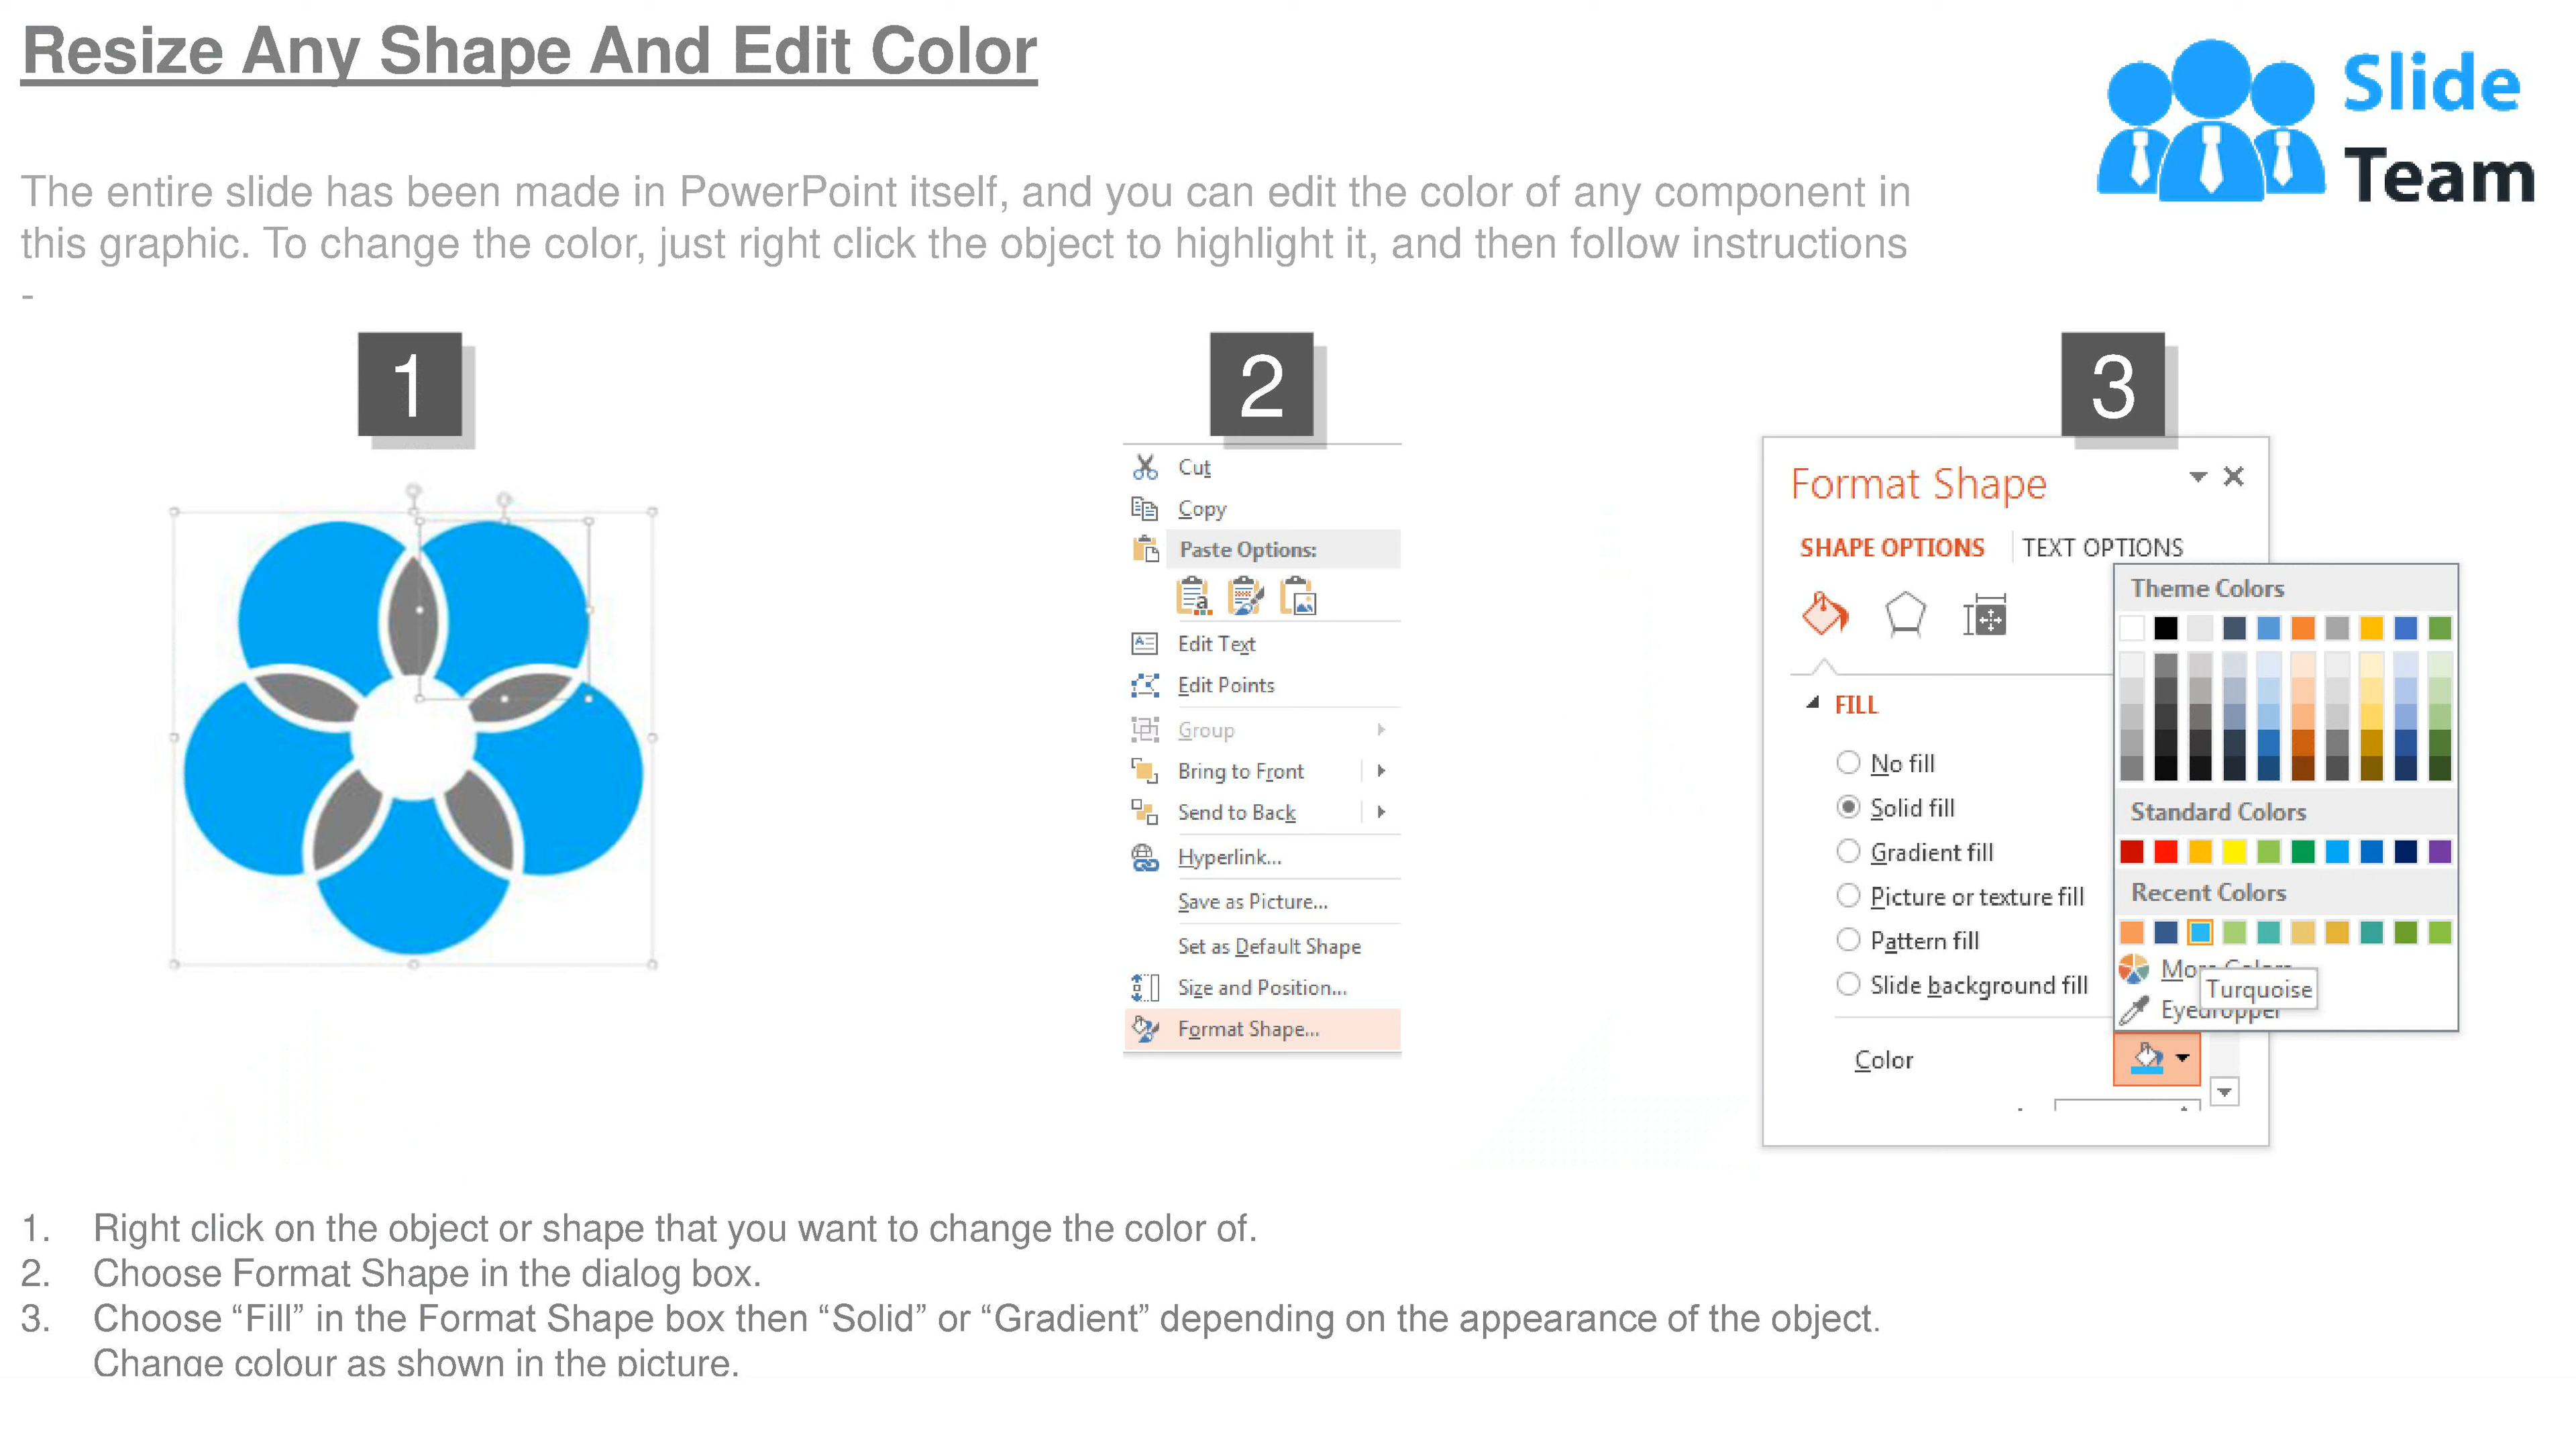 Resize Any Shape And Edit Color
Slide
Team
The entire slide has been made in PowerPoint itself, and you can edit the color of any component in
this graphic. To change the color, just right click the object to highlight it, and then follow instructions
-
1
2
3
Cut
Copy
Paste Options:
Edit Text
Edit Points
Group
Bring to Front
Send to Back
Hyperlink...
Save as Picture...
Set as Default Shape
Size and Position...
Format Shape...
Format Shape
SHAPE OPTIONS
TEXT OPTIONS
FILL
No fill
Solid fill
Gradient fill
Picture or texture fill
Pattern fill
Slide background fill
Color
Theme Colors
Standard Colors
Recent Colors
Turquoise
Eyedropper
1. Right click on the object or shape that you want to change the color of.
2. Choose Format Shape in the dialog box.
3. Choose “Fill” in the Format Shape box then “Solid” or “Gradient” depending on the appearance of the object.
Change colour as shown in the picture.